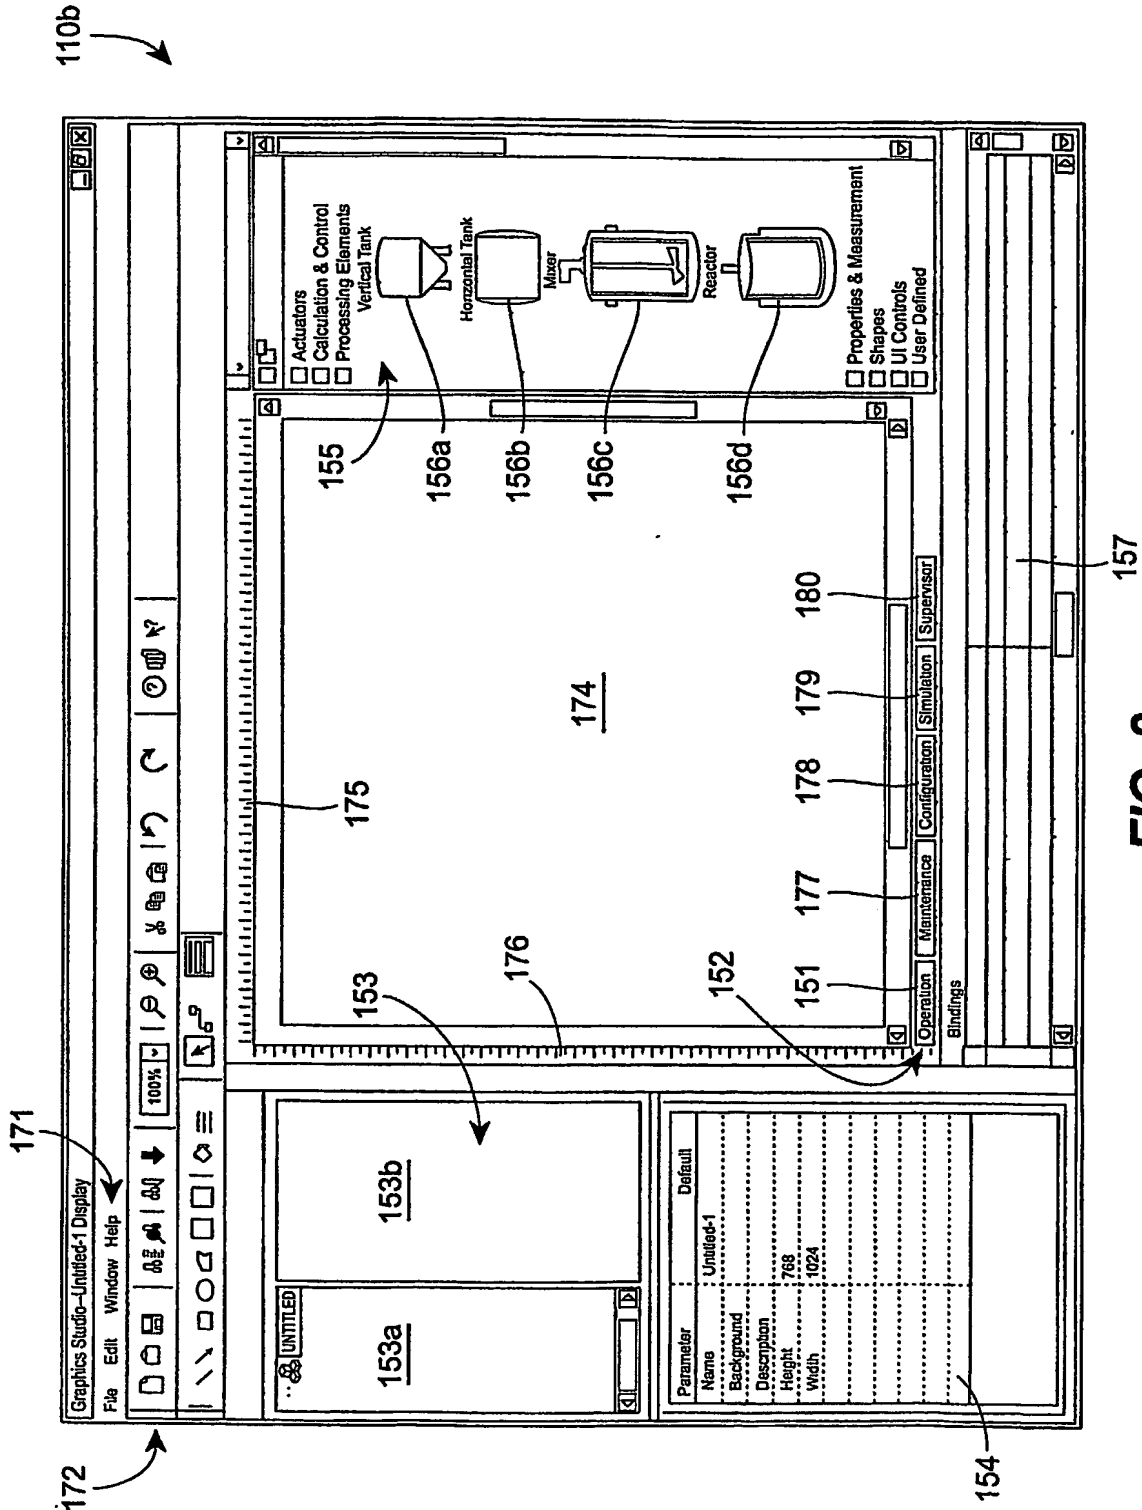 110b
171
172
Graphics Studio–Untitled-1 Display
File Edit Window Help
100%
UNTITLED
153a
153b
153
175
176
174
155
Actuators
Calculation & Control
Processing Elements
Vertical Tank
156a
Horizontal Tank
156b
Mixer
156c
Reactor
156d
Properties & Measurement
Shapes
UI Controls
User Defined
Parameter Default
Name Untitled-1
Background
Description
Height 768
Width 1024
154
152
151
177
178
179
180
Operation Maintenance Configuration Simulation Supervisor
Bindings
157